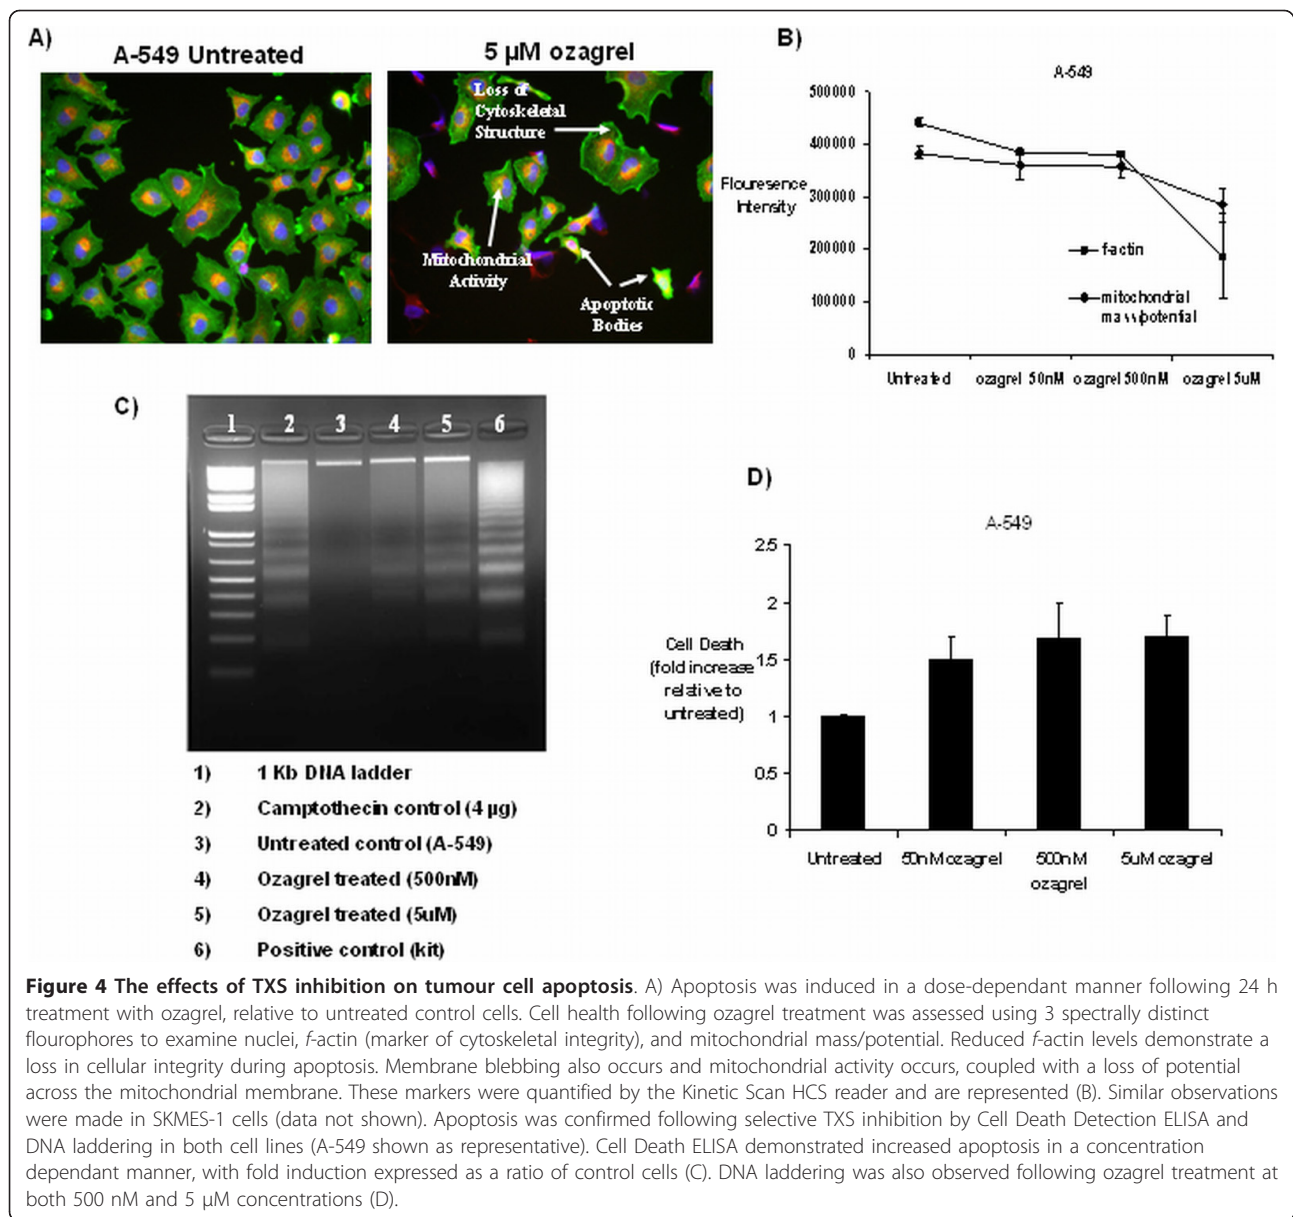 A)
A-549 Untreated
5 µM ozagrel
Loss of
Cytoskeletal
Structure
Mitochondrial
Activity
Apoptotic
Bodies
B)
A-549
500000
400000
300000
200000
100000
0
Flouresence
Intensity
f-actin
mitochondrial
mass/potential
Untreated ozagrel 50nM ozagrel 500nM ozagrel 5uM
C)
1 2 3 4 5 6
1) 1 Kb DNA ladder
2) Camptothecin control (4 µg)
3) Untreated control (A-549)
4) Ozagrel treated (500nM)
5) Ozagrel treated (5uM)
6) Positive control (kit)
D)
A-549
2.5
2
1.5
1
0.5
0
Cell Death
(fold increase
relative to
untreated)
Untreated 50nM ozagrel 500nM 5uM ozagrel
ozagrel
Figure 4 The effects of TXS inhibition on tumour cell apoptosis. A) Apoptosis was induced in a dose-dependant manner following 24 h
treatment with ozagrel, relative to untreated control cells. Cell health following ozagrel treatment was assessed using 3 spectrally distinct
flourophores to examine nuclei, f-actin (marker of cytoskeletal integrity), and mitochondrial mass/potential. Reduced f-actin levels demonstrate a
loss in cellular integrity during apoptosis. Membrane blebbing also occurs and mitochondrial activity occurs, coupled with a loss of potential
across the mitochondrial membrane. These markers were quantified by the Kinetic Scan HCS reader and are represented (B). Similar observations
were made in SKMES-1 cells (data not shown). Apoptosis was confirmed following selective TXS inhibition by Cell Death Detection ELISA and
DNA laddering in both cell lines (A-549 shown as representative). Cell Death ELISA demonstrated increased apoptosis in a concentration
dependant manner, with fold induction expressed as a ratio of control cells (C). DNA laddering was also observed following ozagrel treatment at
both 500 nM and 5 µM concentrations (D).